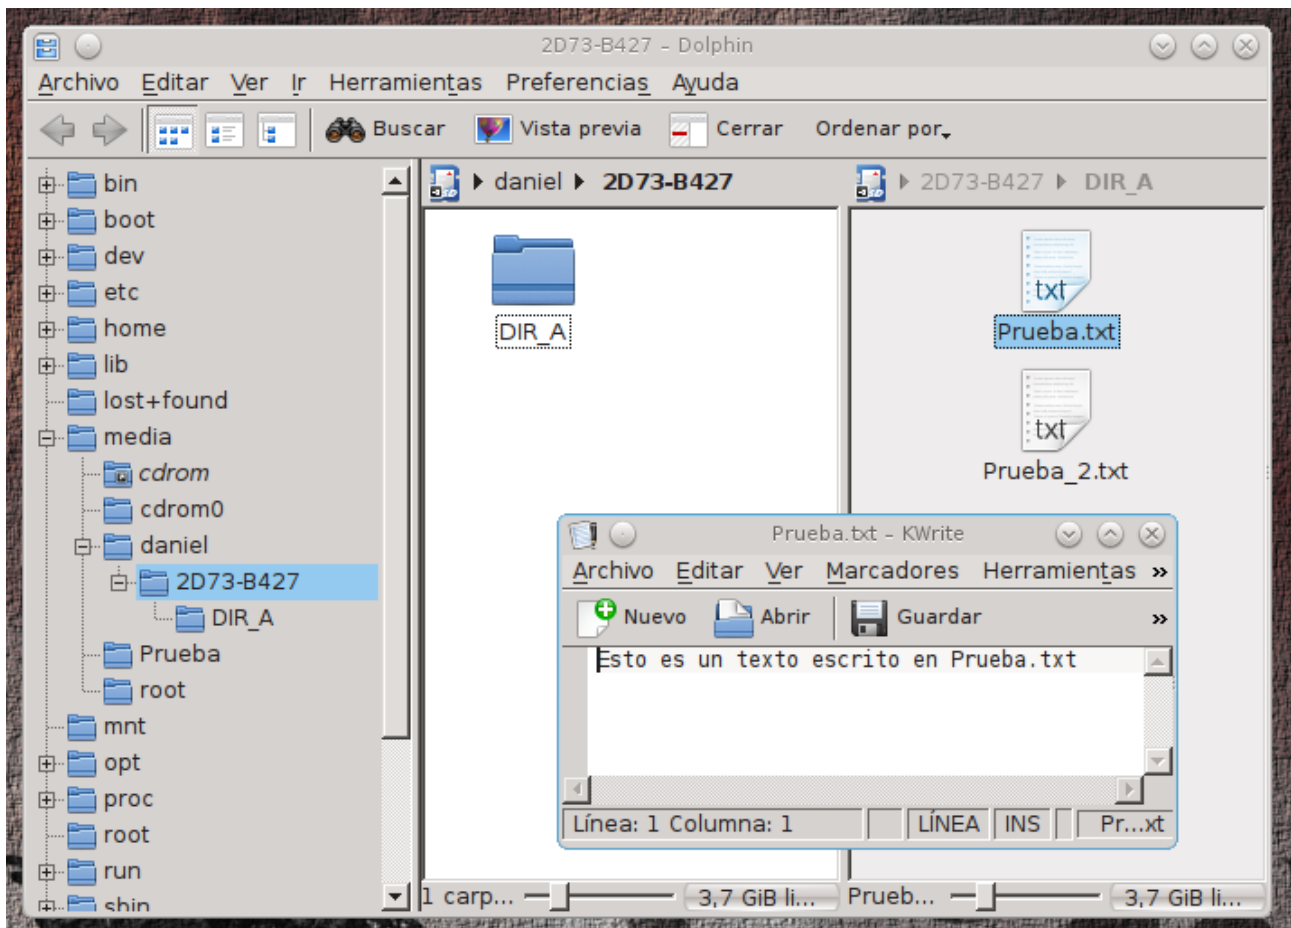 2D73-B427 – Dolphin
Archivo Editar Ver Ir Herramientas Preferencias Ayuda
Buscar Vista previa Cerrar Ordenar por
bin
boot
dev
etc
home
lib
lost+found
media
cdrom
cdrom0
daniel
2D73-B427
DIR_A
Prueba
root
mnt
opt
proc
root
run
sbin
daniel 2D73-B427
DIR_A
1 carp... 3,7 GiB li...
2D73-B427 DIR_A
txt
Prueba.txt
txt
Prueba_2.txt
Prueb... 3,7 GiB li...
Prueba.txt – KWrite
Archivo Editar Ver Marcadores Herramientas »
Nuevo Abrir Guardar »
Esto es un texto escrito en Prueba.txt
Línea: 1 Columna: 1 LÍNEA INS Pr...xt